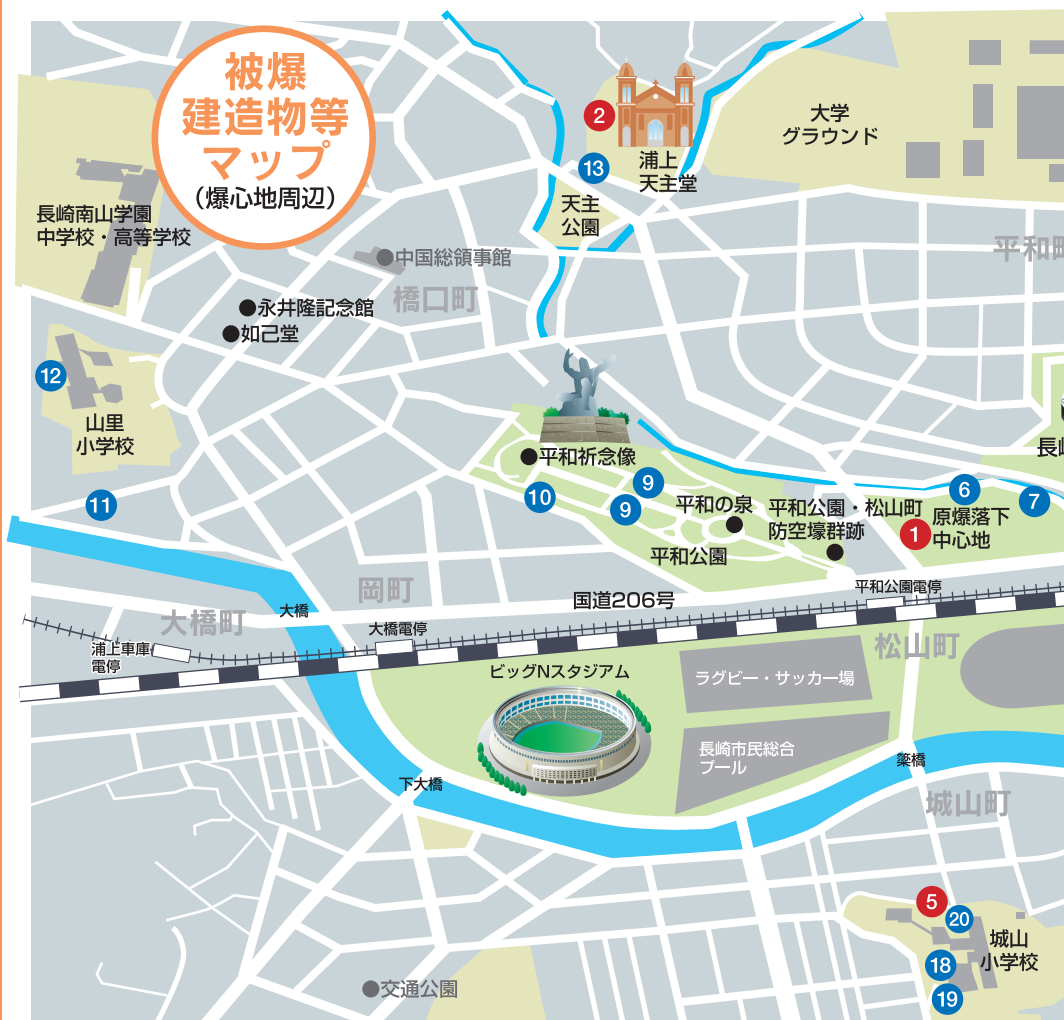 被爆
建造物等
マップ
(爆心地周辺)
2
浦上
天主堂
大学
グラウンド
13
天主
公園
長崎南山学園
中学校・高等学校
●中国総領事館
橋口町
平和町
●永井隆記念館
●如己堂
12
山里
小学校
11
●平和祈念像
10
9
9
平和の泉
平和公園
平和公園・松山町
防空壕群跡
1
6
原爆落下
中心地
7
長崎
岡町
国道206号
平和公園電停
大橋町
大橋
大橋電停
浦上車庫
電停
松山町
ビッグNスタジアム
ラグビー・サッカー場
長崎市民総合
プール
下大橋
簗橋
城山町
5
20
城山
小学校
18
19
●交通公園